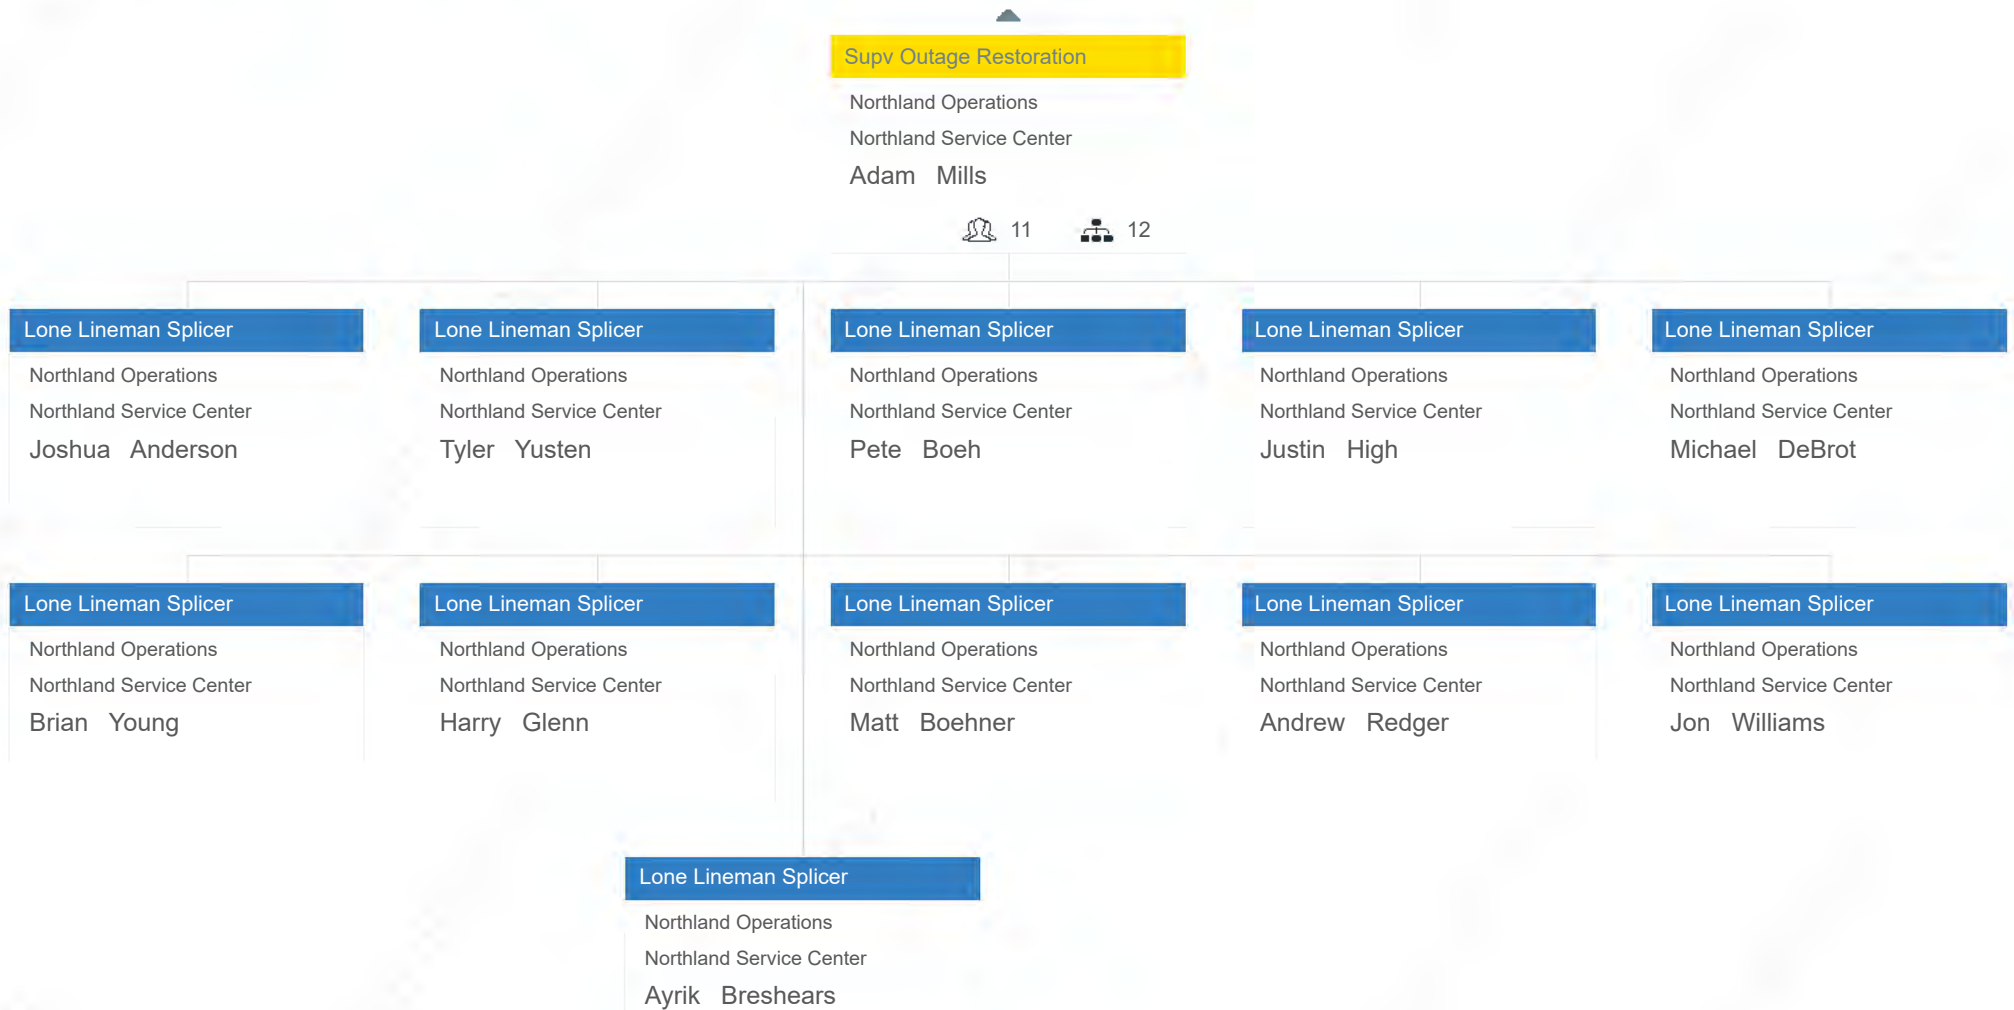 Supv Outage Restoration
Northland Operations
Northland Service Center
Adam Mills
11 12
Lone Lineman Splicer
Northland Operations
Northland Service Center
Joshua Anderson
Lone Lineman Splicer
Northland Operations
Northland Service Center
Tyler Yusten
Lone Lineman Splicer
Northland Operations
Northland Service Center
Pete Boeh
Lone Lineman Splicer
Northland Operations
Northland Service Center
Justin High
Lone Lineman Splicer
Northland Operations
Northland Service Center
Michael DeBrot
Lone Lineman Splicer
Northland Operations
Northland Service Center
Brian Young
Lone Lineman Splicer
Northland Operations
Northland Service Center
Harry Glenn
Lone Lineman Splicer
Northland Operations
Northland Service Center
Matt Boehner
Lone Lineman Splicer
Northland Operations
Northland Service Center
Andrew Redger
Lone Lineman Splicer
Northland Operations
Northland Service Center
Jon Williams
Lone Lineman Splicer
Northland Operations
Northland Service Center
Ayrik Breshears